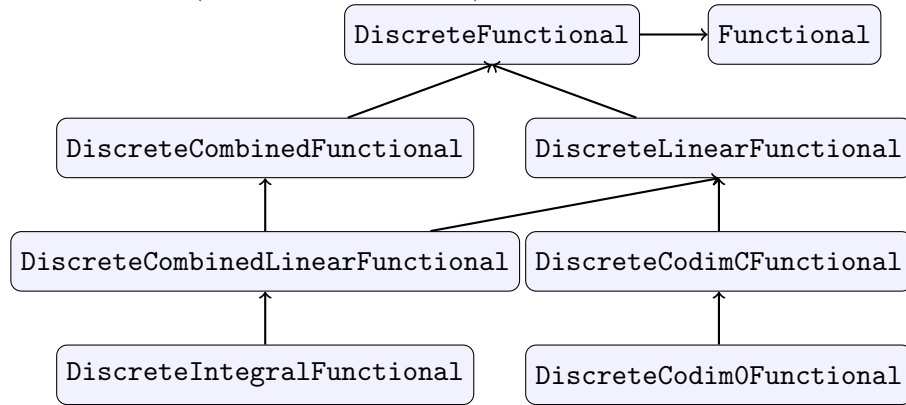 DiscreteFunctional
Functional
DiscreteCombinedFunctional
DiscreteLinearFunctional
DiscreteCombinedLinearFunctional
DiscreteCodimCFunctional
DiscreteIntegralFunctional
DiscreteCodim0Functional